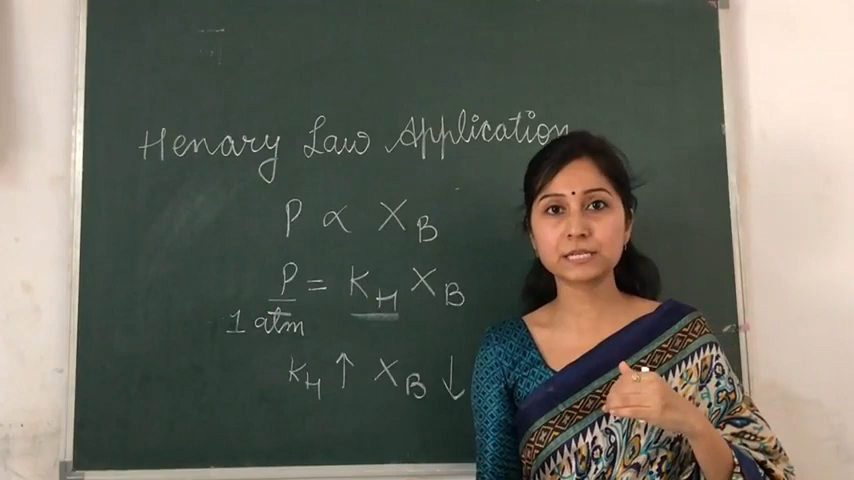 Henary Law Application
P ∝ X_B
P = K_H X_B
1 atm
K_H ↑ X_B ↓